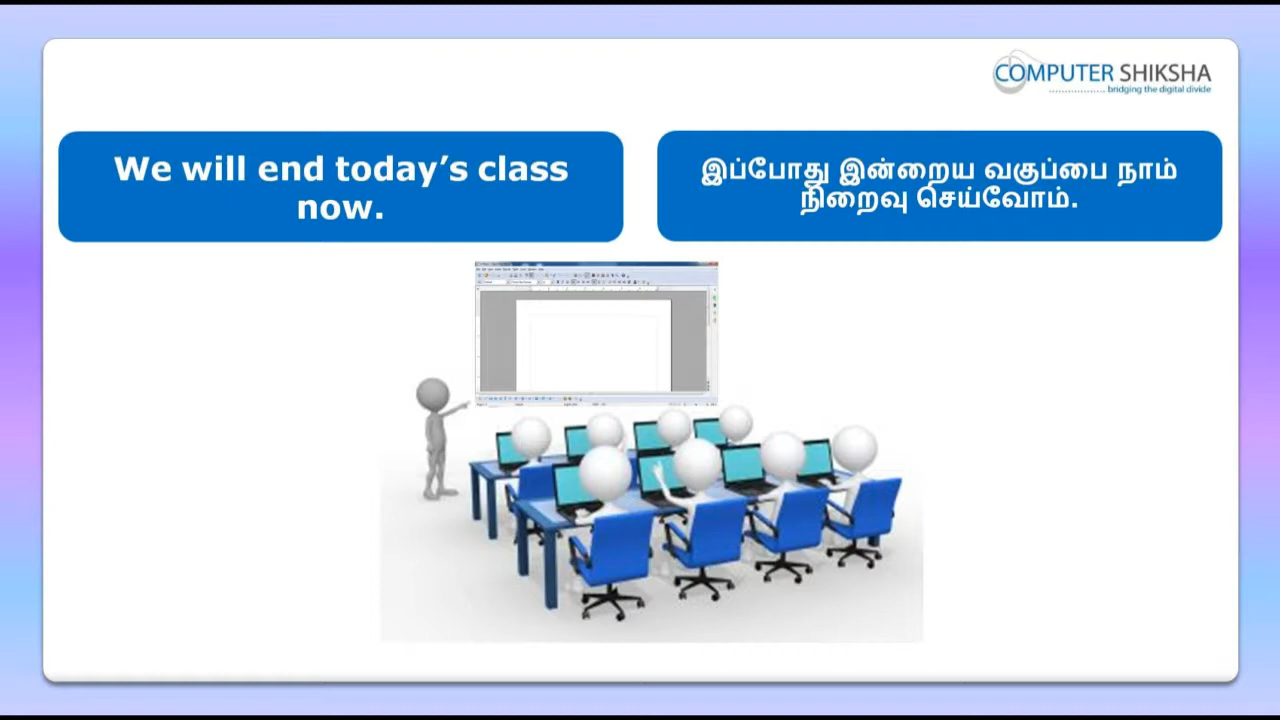 COMPUTER SHIKSHA
bridging the digital divide
We will end today's class
now.
இப்போது இன்றைய வகுப்பை நாம்
நிறைவு செய்வோம்.